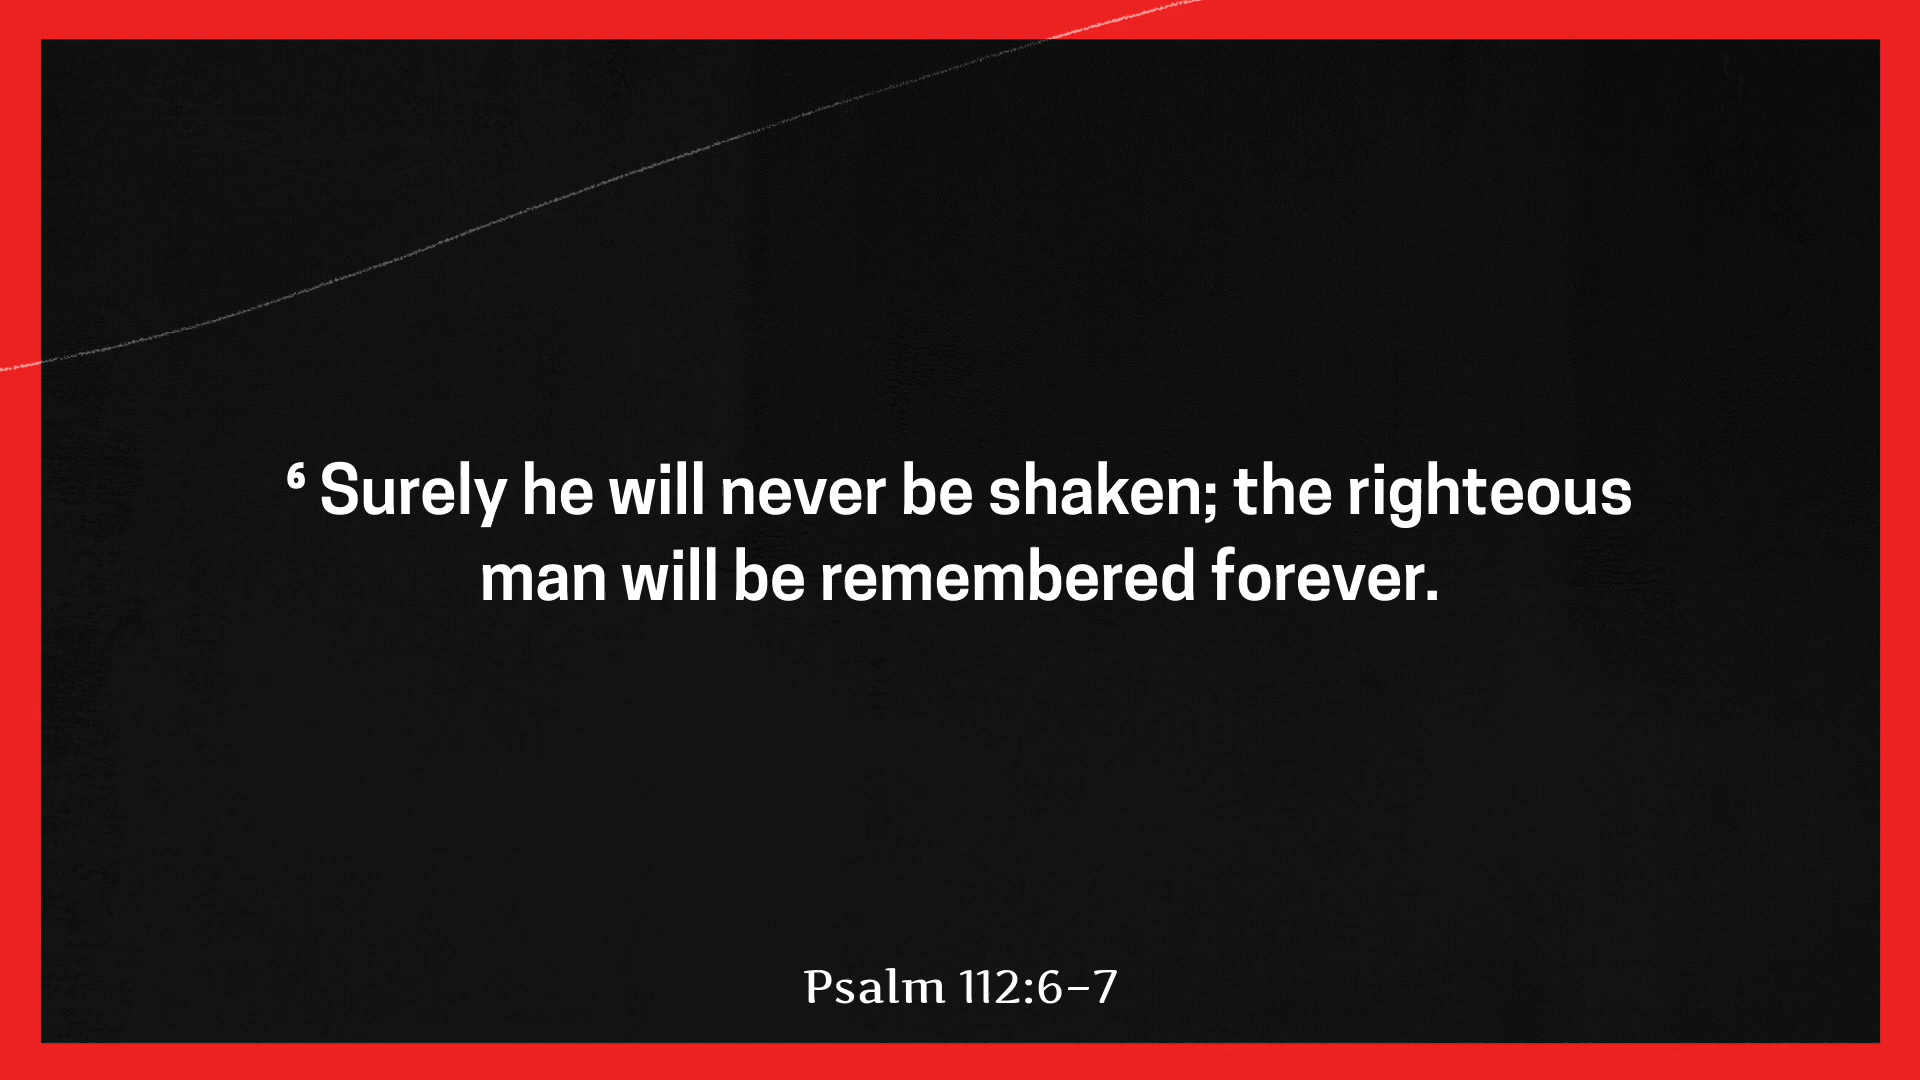 ⁶ Surely he will never be shaken; the righteous
man will be remembered forever.
Psalm 112:6–7